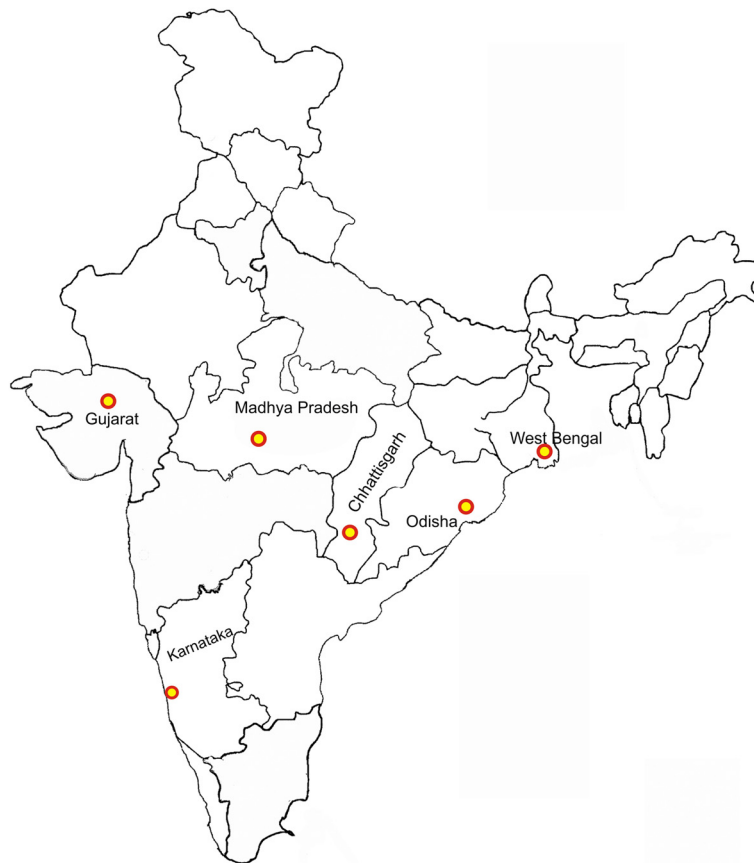 Madhya Pradesh
Gujarat
West Bengal
Chhattisgarh
Odisha
Karnataka